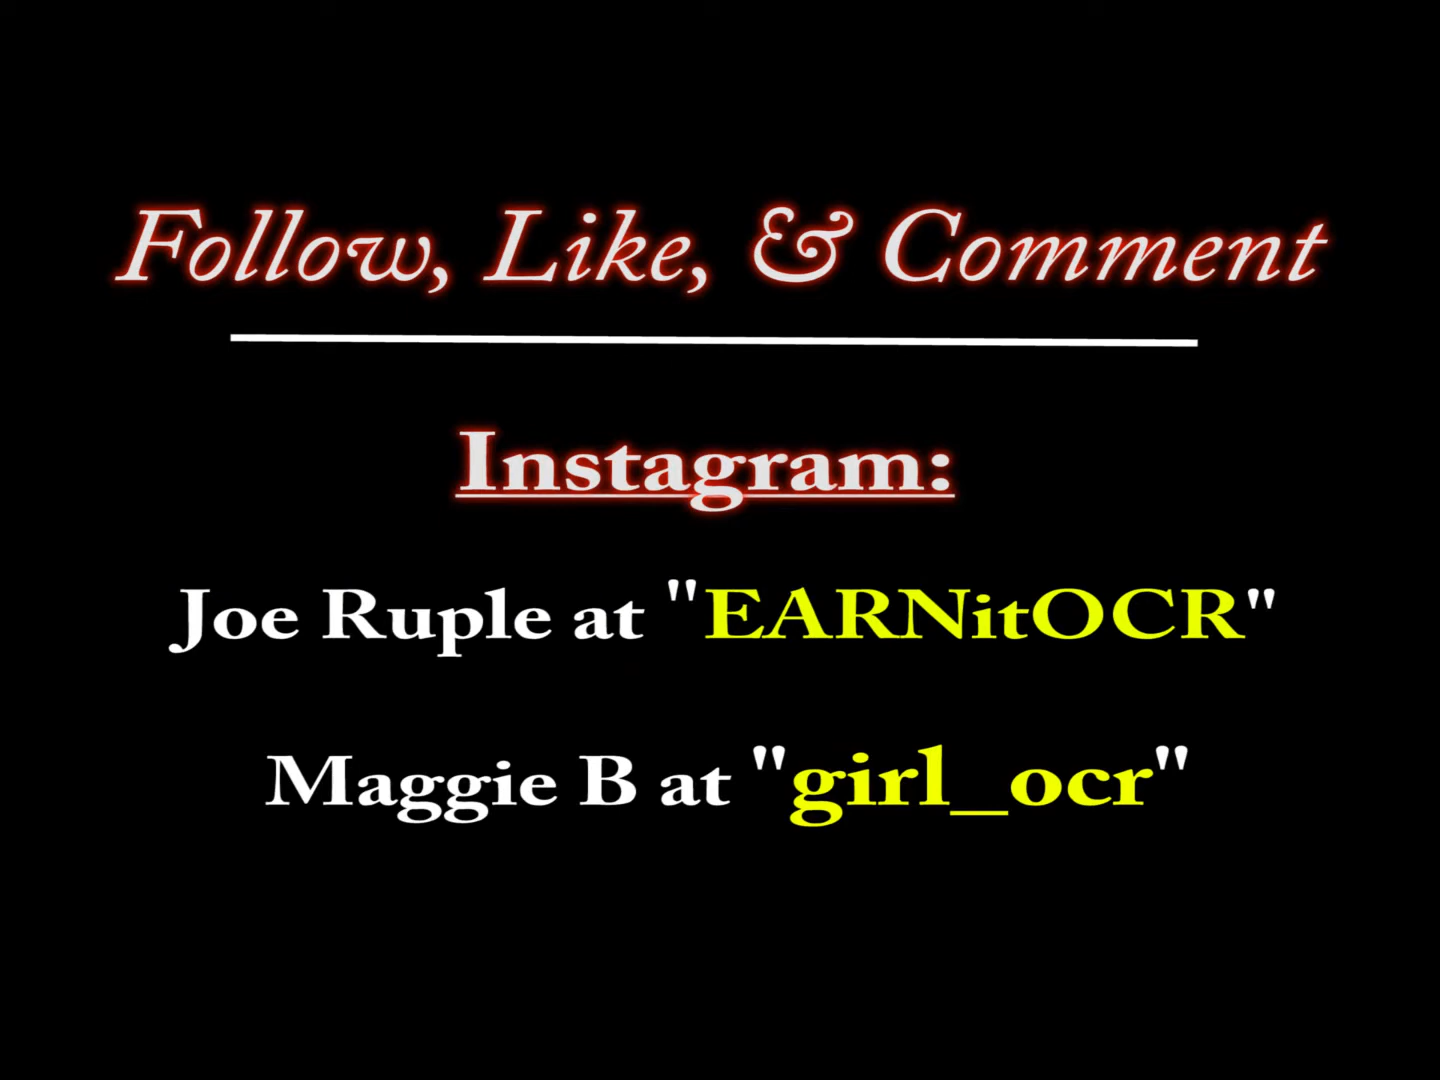 Follow, Like, & Comment
Instagram:
Joe Ruple at "EARNitOCR"
Maggie B at "girl_ocr"